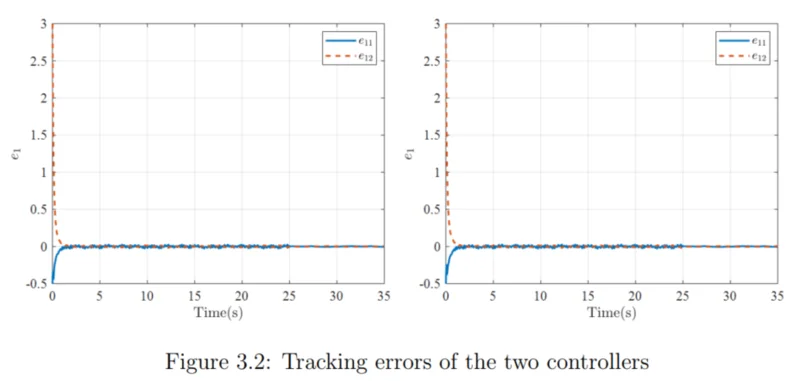 3
2.5
2
1.5
1
0.5
0
-0.5
e₁
e₁₁
e₁₂
0 5 10 15 20 25 30 35
Time(s)
3
2.5
2
1.5
1
0.5
0
-0.5
e₁
e₁₁
e₁₂
0 5 10 15 20 25 30 35
Time(s)
Figure 3.2: Tracking errors of the two controllers